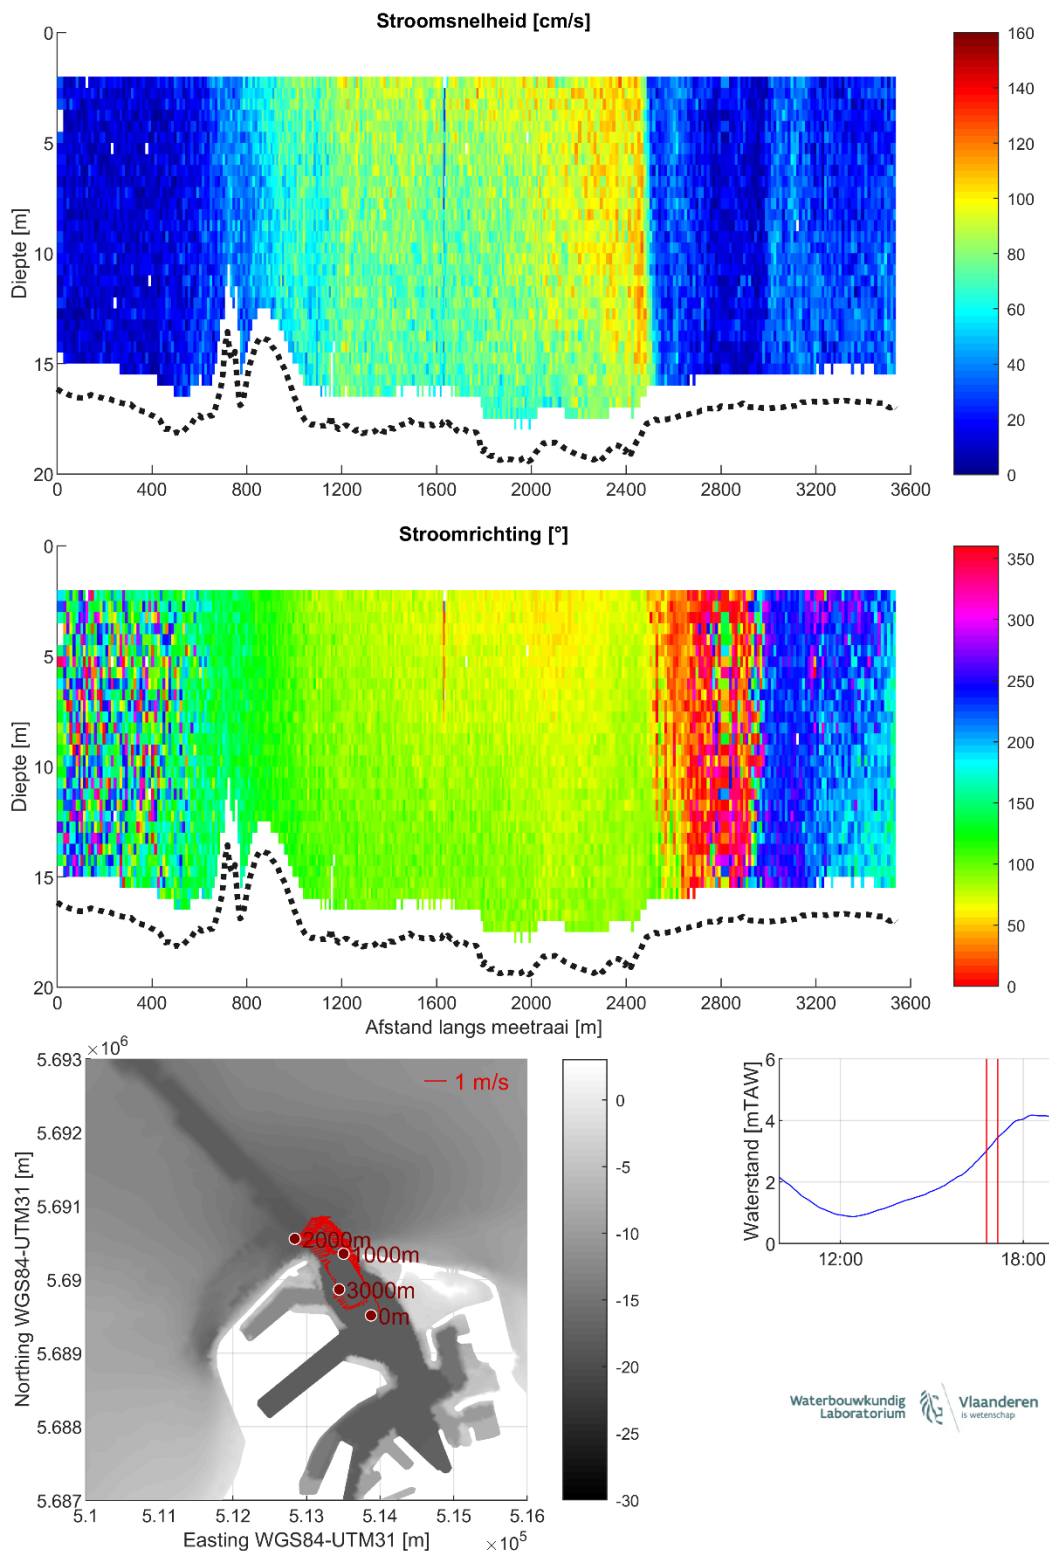 Stroomsnelheid [cm/s]
Diepte [m]
0
5
10
15
20
0 400 800 1200 1600 2000 2400 2800 3200 3600
160
140
120
100
80
60
40
20
0
Stroomrichting [°]
Diepte [m]
0
5
10
15
20
0 400 800 1200 1600 2000 2400 2800 3200 3600
Afstand langs meetraai [m]
350
300
250
200
150
100
50
0
×10⁶
Northing WGS84-UTM31 [m]
5.693
5.692
5.691
5.69
5.689
5.688
5.687
5.1 5.11 5.12 5.13 5.14 5.15 5.16
Easting WGS84-UTM31 [m]
×10⁵
1 m/s
2000m
1000m
3000m
0m
0
-5
-10
-15
-20
-25
-30
Waterstand [mTAW]
6
4
2
0
12:00 18:00
Waterbouwkundig
Laboratorium
Vlaanderen
is wetenschap